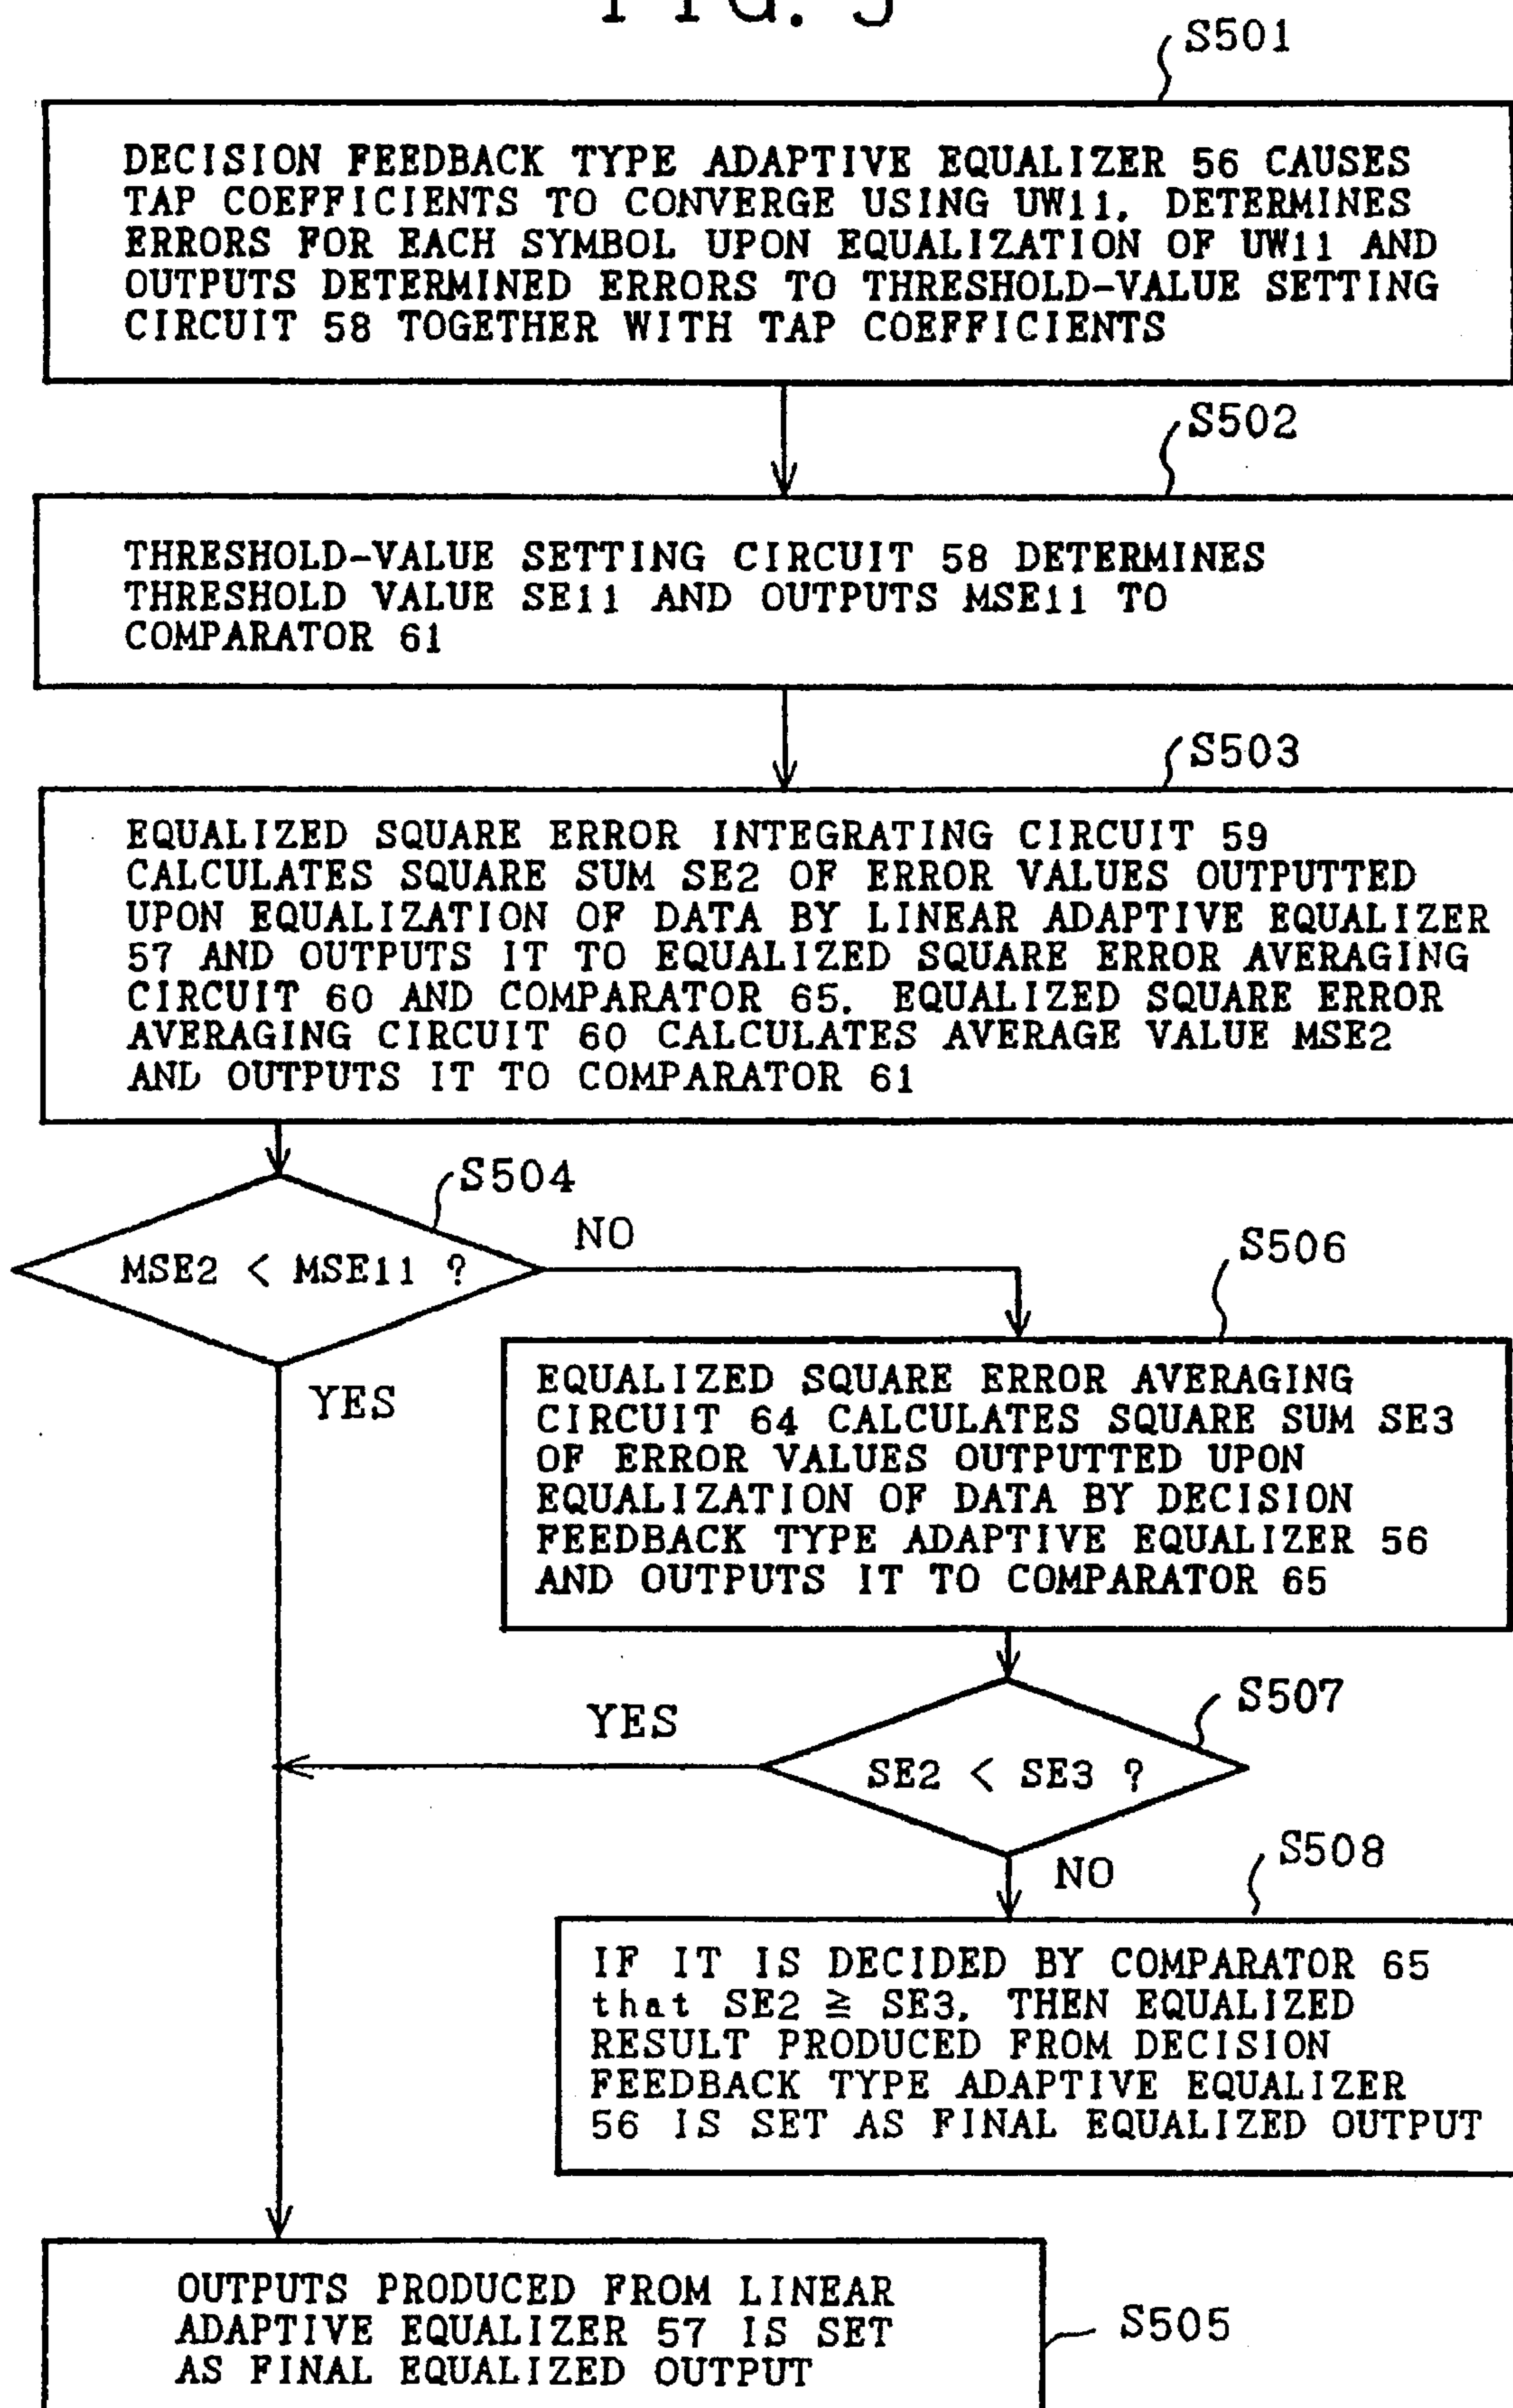 FIG. 5
S501
DECISION FEEDBACK TYPE ADAPTIVE EQUALIZER 56 CAUSES
TAP COEFFICIENTS TO CONVERGE USING UW11, DETERMINES
ERRORS FOR EACH SYMBOL UPON EQUALIZATION OF UW11 AND
OUTPUTS DETERMINED ERRORS TO THRESHOLD-VALUE SETTING
CIRCUIT 58 TOGETHER WITH TAP COEFFICIENTS
S502
THRESHOLD-VALUE SETTING CIRCUIT 58 DETERMINES
THRESHOLD VALUE SE11 AND OUTPUTS MSE11 TO
COMPARATOR 61
S503
EQUALIZED SQUARE ERROR INTEGRATING CIRCUIT 59
CALCULATES SQUARE SUM SE2 OF ERROR VALUES OUTPUTTED
UPON EQUALIZATION OF DATA BY LINEAR ADAPTIVE EQUALIZER
57 AND OUTPUTS IT TO EQUALIZED SQUARE ERROR AVERAGING
CIRCUIT 60 AND COMPARATOR 65. EQUALIZED SQUARE ERROR
AVERAGING CIRCUIT 60 CALCULATES AVERAGE VALUE MSE2
AND OUTPUTS IT TO COMPARATOR 61
S504
MSE2 < MSE11 ?
NO
YES
S506
EQUALIZED SQUARE ERROR AVERAGING
CIRCUIT 64 CALCULATES SQUARE SUM SE3
OF ERROR VALUES OUTPUTTED UPON
EQUALIZATION OF DATA BY DECISION
FEEDBACK TYPE ADAPTIVE EQUALIZER 56
AND OUTPUTS IT TO COMPARATOR 65
S507
YES
SE2 < SE3 ?
NO
S508
IF IT IS DECIDED BY COMPARATOR 65
that SE2 ≧ SE3, THEN EQUALIZED
RESULT PRODUCED FROM DECISION
FEEDBACK TYPE ADAPTIVE EQUALIZER
56 IS SET AS FINAL EQUALIZED OUTPUT
OUTPUTS PRODUCED FROM LINEAR
ADAPTIVE EQUALIZER 57 IS SET
AS FINAL EQUALIZED OUTPUT
S505